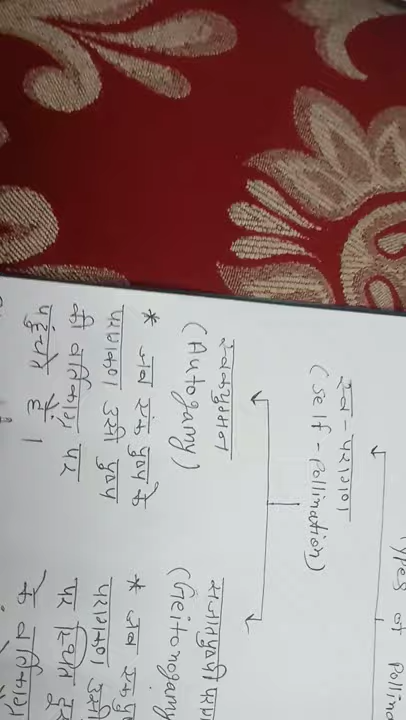 Types of Pollina
स्व-परागण
(Self-Pollination)
स्वकयुग्मन
(Autogamy)
* जब एक पुष्प के
परागकण उसी पुष्प
की वर्तिकाग्र पर
पहुंचते हैं।
सजातपुष्पी परा
(Geitonogamy
* जब एक पु
परागकण उसी
पर स्थित दूस
के वर्तिकाग्र